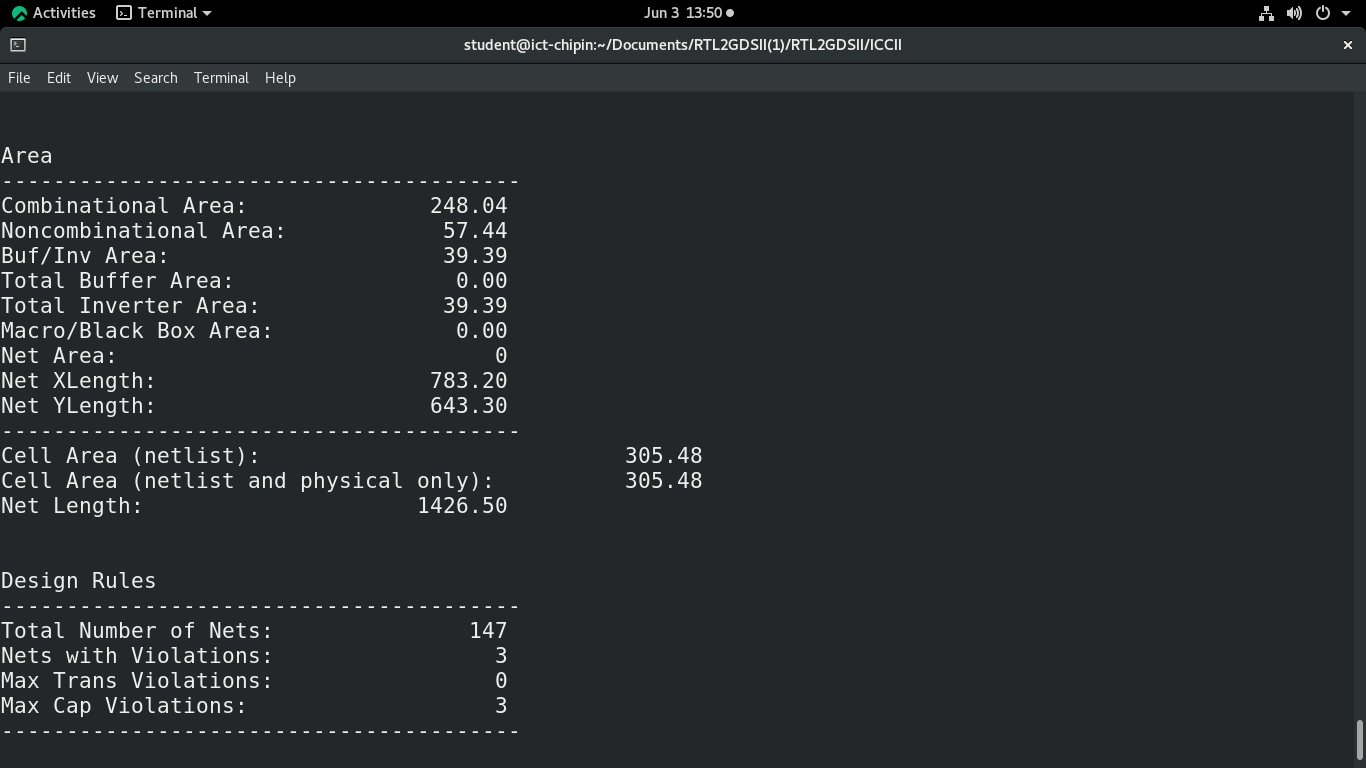 Activities Terminal Jun 3 13:50
student@ict-chipin:~/Documents/RTL2GDSII(1)/RTL2GDSII/ICCII ×
File Edit View Search Terminal Help
Area
----------------------------------------
Combinational Area: 248.04
Noncombinational Area: 57.44
Buf/Inv Area: 39.39
Total Buffer Area: 0.00
Total Inverter Area: 39.39
Macro/Black Box Area: 0.00
Net Area: 0
Net XLength: 783.20
Net YLength: 643.30
----------------------------------------
Cell Area (netlist): 305.48
Cell Area (netlist and physical only): 305.48
Net Length: 1426.50
Design Rules
----------------------------------------
Total Number of Nets: 147
Nets with Violations: 3
Max Trans Violations: 0
Max Cap Violations: 3
----------------------------------------